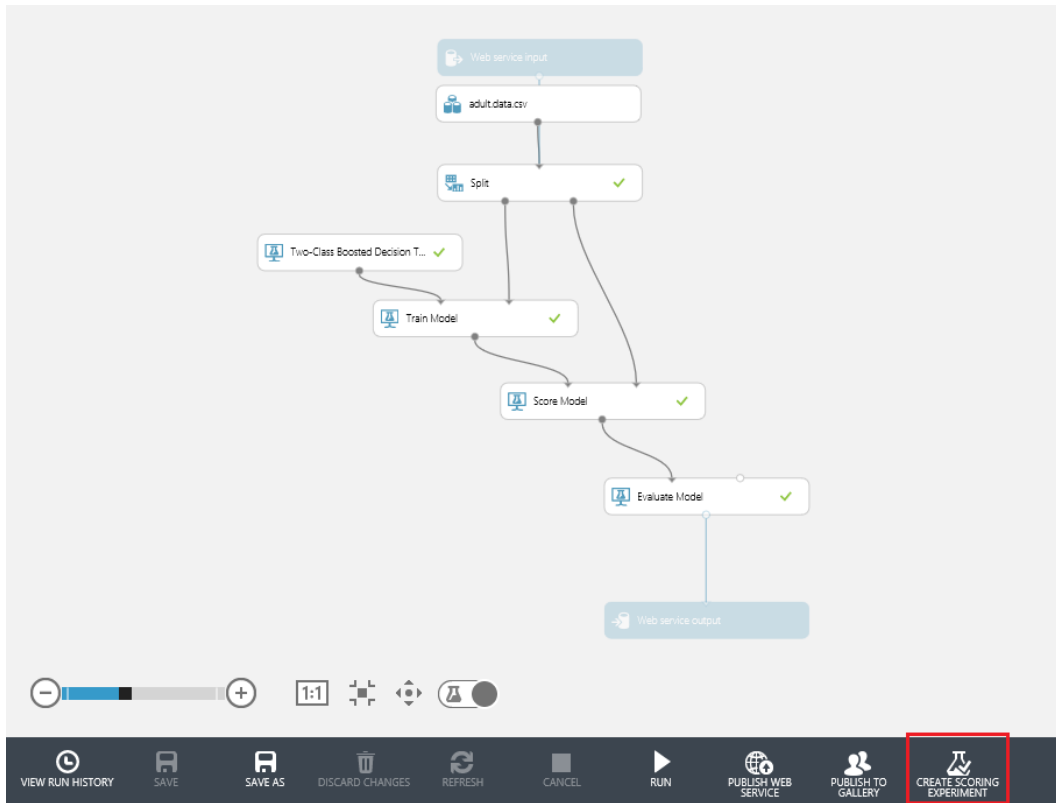 Web service input
adult.data.csv
Split
Two-Class Boosted Decision T...
Train Model
Score Model
Evaluate Model
Web service output
1:1
VIEW RUN HISTORY
SAVE
SAVE AS
DISCARD CHANGES
REFRESH
CANCEL
RUN
PUBLISH WEB
SERVICE
PUBLISH TO
GALLERY
CREATE SCORING
EXPERIMENT